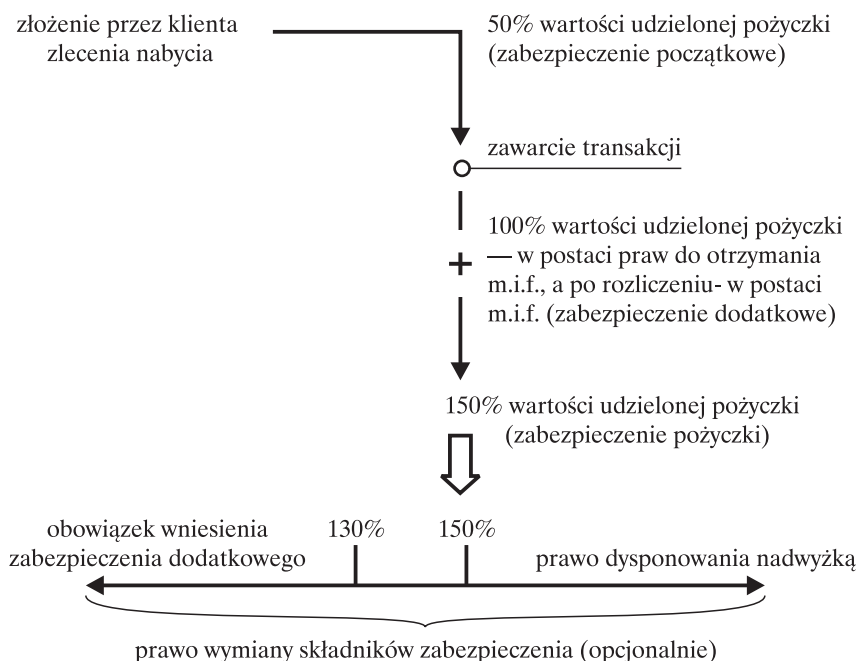 złożenie przez klienta
zlecenia nabycia
50% wartości udzielonej pożyczki
(zabezpieczenie początkowe)
zawarcie transakcji
100% wartości udzielonej pożyczki
— w postaci praw do otrzymania
m.i.f., a po rozliczeniu- w postaci
m.i.f. (zabezpieczenie dodatkowe)
150% wartości udzielonej pożyczki
(zabezpieczenie pożyczki)
obowiązek wniesienia
zabezpieczenia dodatkowego
130%
150%
prawo dysponowania nadwyżką
prawo wymiany składników zabezpieczenia (opcjonalnie)